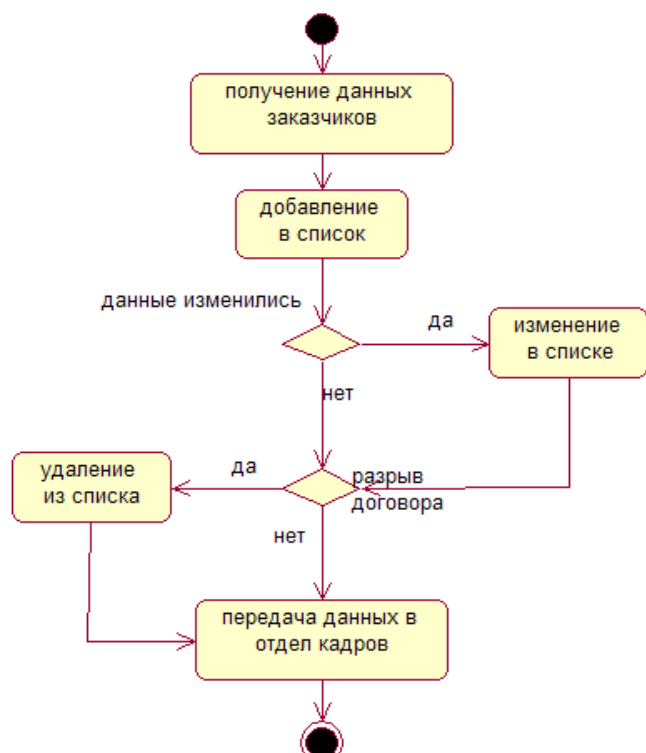 получение данных
заказчиков
добавление
в список
данные изменились
да
изменение
в списке
нет
удаление
из списка
да
разрыв
договора
нет
передача данных в
отдел кадров